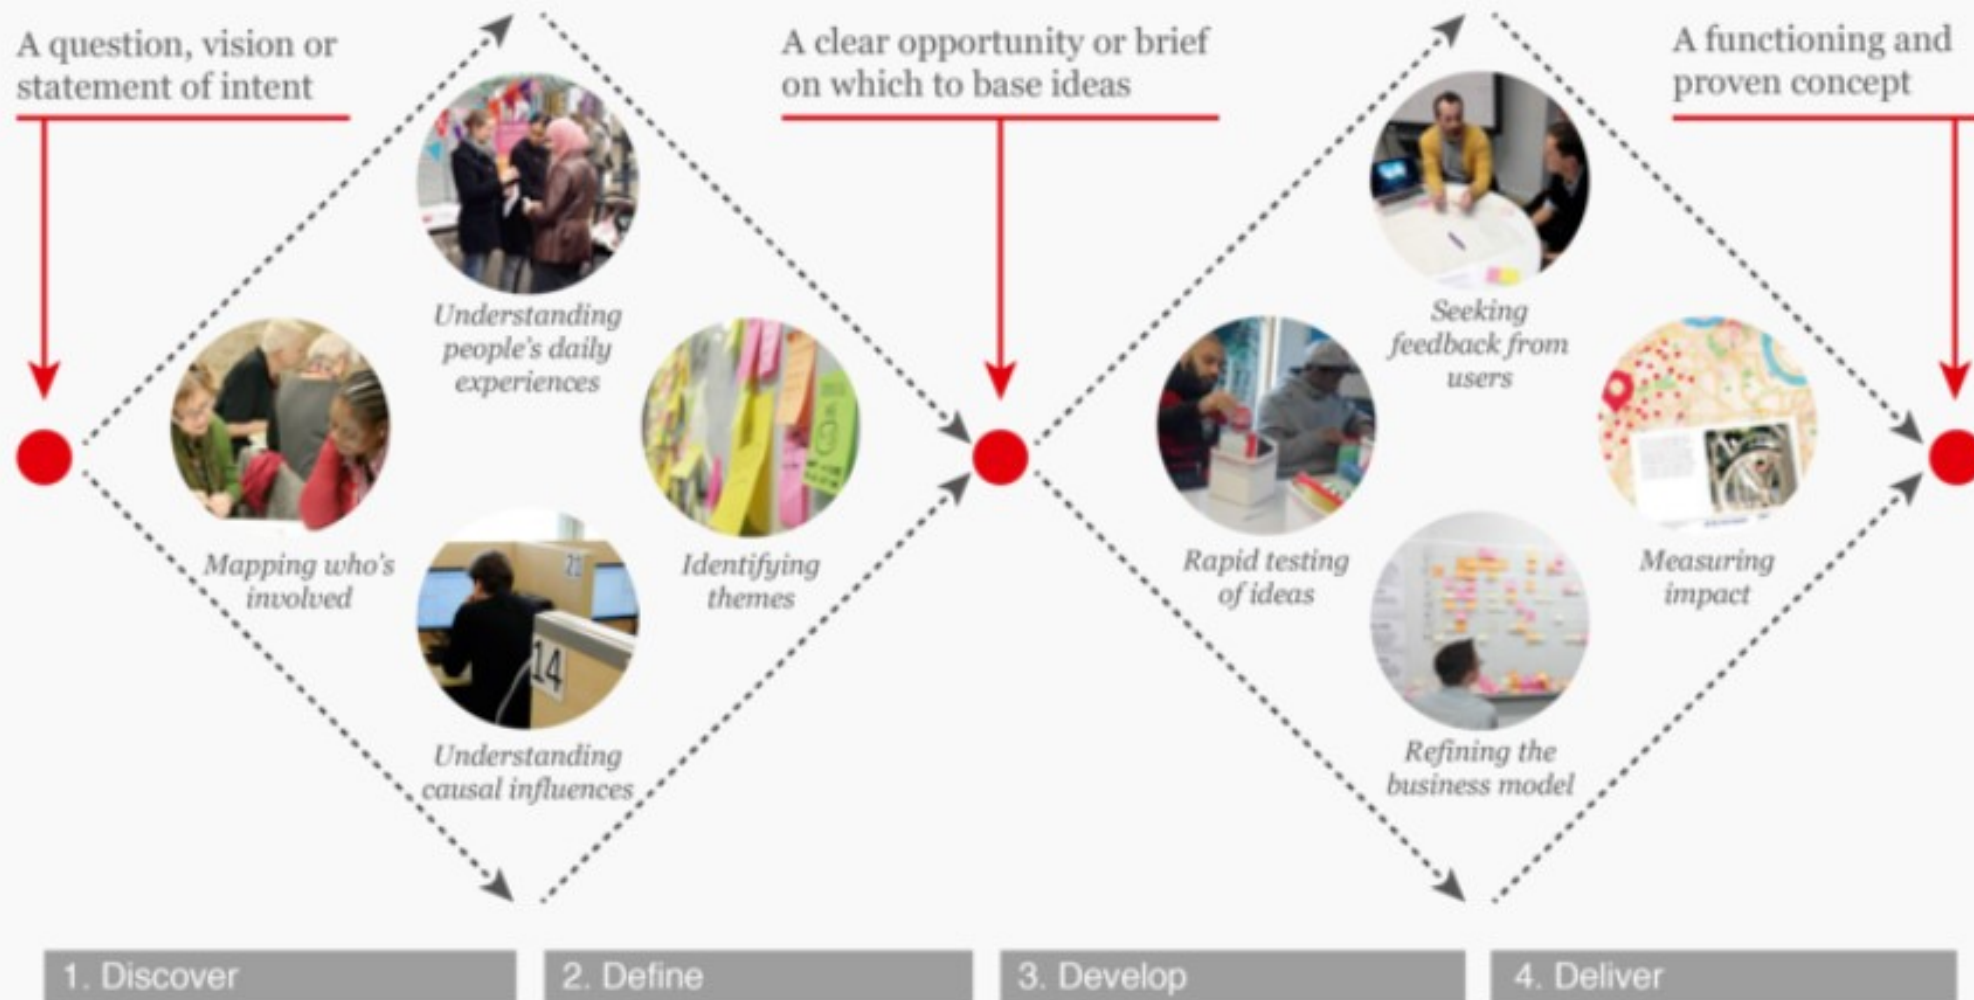 A question, vision or
statement of intent
A clear opportunity or brief
on which to base ideas
A functioning and
proven concept
Understanding
people's daily
experiences
Mapping who's
involved
Identifying
themes
21
14
Understanding
causal influences
Seeking
feedback from
users
Rapid testing
of ideas
Measuring
impact
Refining the
business model
1. Discover
2. Define
3. Develop
4. Deliver